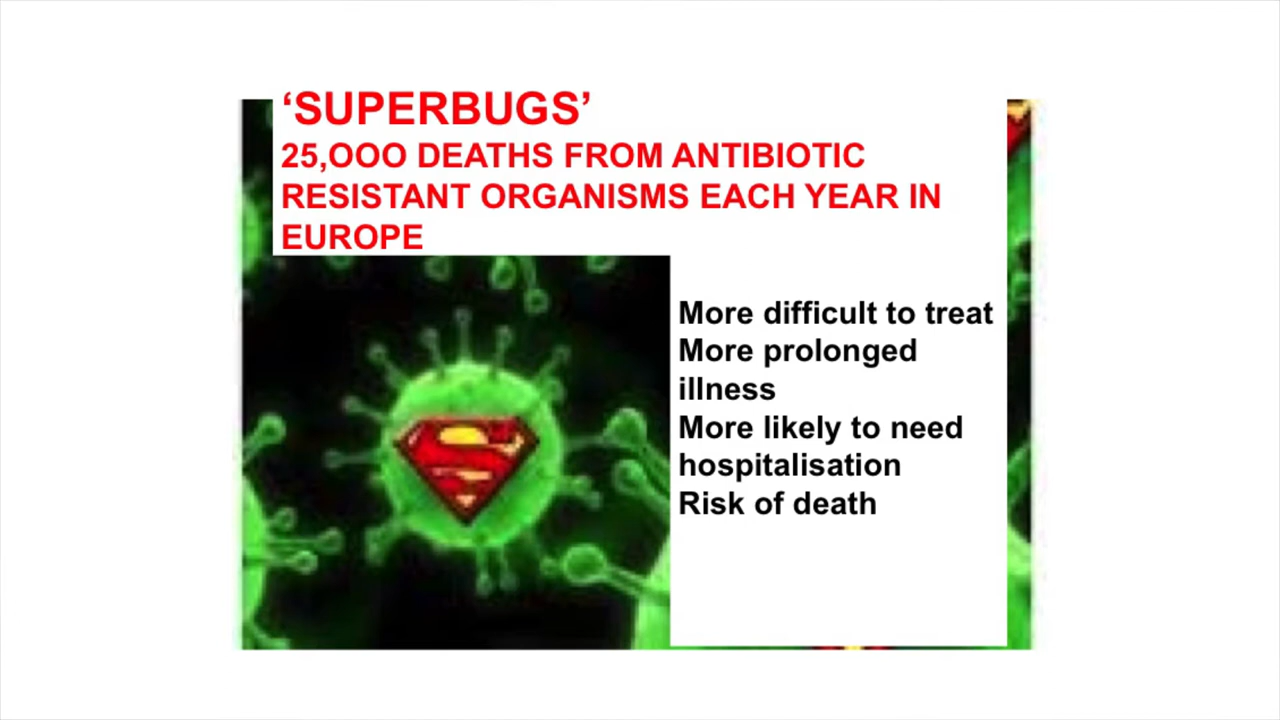 ‘SUPERBUGS’
25,OOO DEATHS FROM ANTIBIOTIC
RESISTANT ORGANISMS EACH YEAR IN
EUROPE
More difficult to treat
More prolonged
illness
More likely to need
hospitalisation
Risk of death